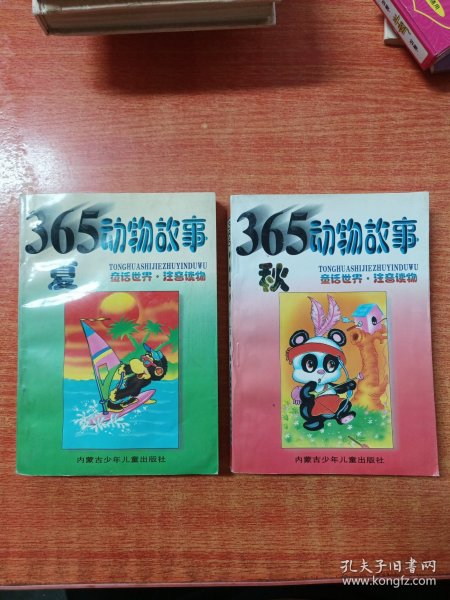 365动物故事
夏
TONGHUASHIJIEZHUYINDUWU
童话世界·注音读物
内蒙古少年儿童出版社
365动物故事
秋
TONGHUASHIJIEZHUYINDUWU
童话世界·注音读物
内蒙古少年儿童出版社
孔夫子旧书网
www.kongfz.com